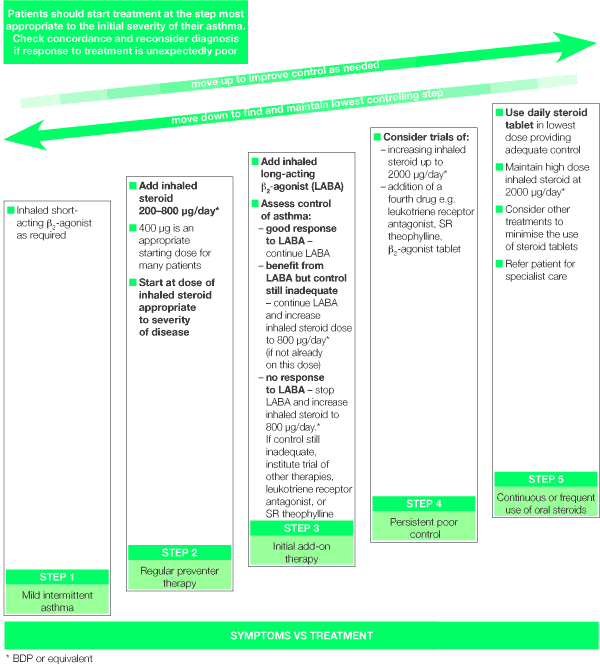 Patients should start treatment at the step most
appropriate to the initial severity of their asthma.
Check concordance and reconsider diagnosis
if response to treatment is unexpectedly poor
move up to improve control as needed
move down to find and maintain lowest controlling step
Inhaled short-
acting β2-agonist
as required
STEP 1
Mild intermittent
asthma
Add inhaled
steroid
200–800 µg/day*
400 µg is an
appropriate
starting dose for
many patients
Start at dose of
inhaled steroid
appropriate
to severity
of disease
STEP 2
Regular preventer
therapy
Add inhaled
long-acting
β2-agonist (LABA)
Assess control
of asthma:
– good response
to LABA –
continue LABA
– benefit from
LABA but control
still inadequate
– continue LABA
and increase
inhaled steroid dose
to 800 µg/day*
(if not already
on this dose)
– no response
to LABA – stop
LABA and increase
inhaled steroid to
800 µg/day.*
If control still
inadequate,
institute trial of
other therapies,
leukotriene receptor
antagonist, or
SR theophylline
STEP 3
Initial add-on
therapy
Consider trials of:
– increasing inhaled
steroid up to
2000 µg/day*
– addition of a
fourth drug e.g.
leukotriene receptor
antagonist, SR
theophylline,
β2-agonist tablet
STEP 4
Persistent poor
control
Use daily steroid
tablet in lowest
dose providing
adequate control
Maintain high dose
inhaled steroid at
2000 µg/day*
Consider other
treatments to
minimise the use
of steroid tablets
Refer patient for
specialist care
STEP 5
Continuous or frequent
use of oral steroids
SYMPTOMS VS TREATMENT
* BDP or equivalent